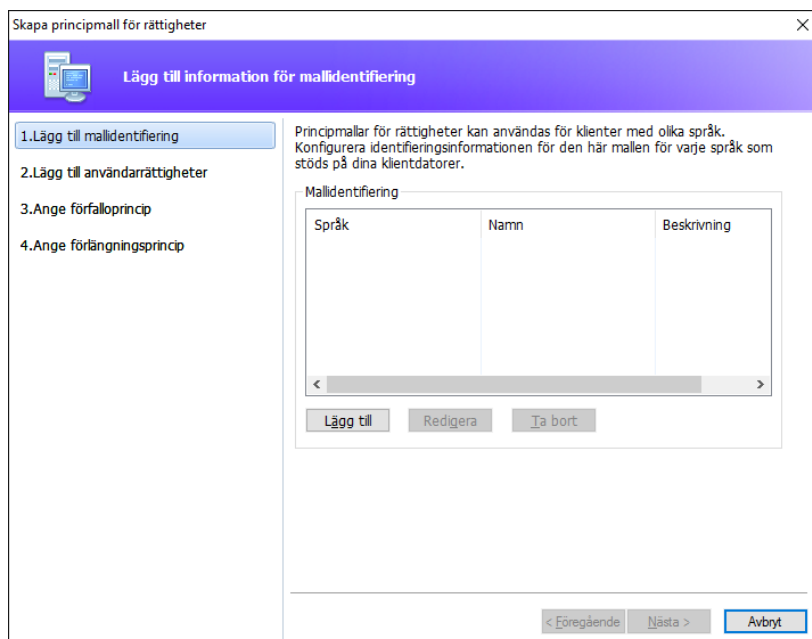 Skapa principmall för rättigheter
Lägg till information för mallidentifiering
1.Lägg till mallidentifiering
2.Lägg till användarrättigheter
3.Ange förfalloprincip
4.Ange förlängningsprincip
Principmallar för rättigheter kan användas för klienter med olika språk.
Konfigurera identifieringsinformationen för den här mallen för varje språk som
stöds på dina klientdatorer.
Mallidentifiering
Språk Namn Beskrivning
Lägg till Redigera Ta bort
< Föregående Nästa > Avbryt